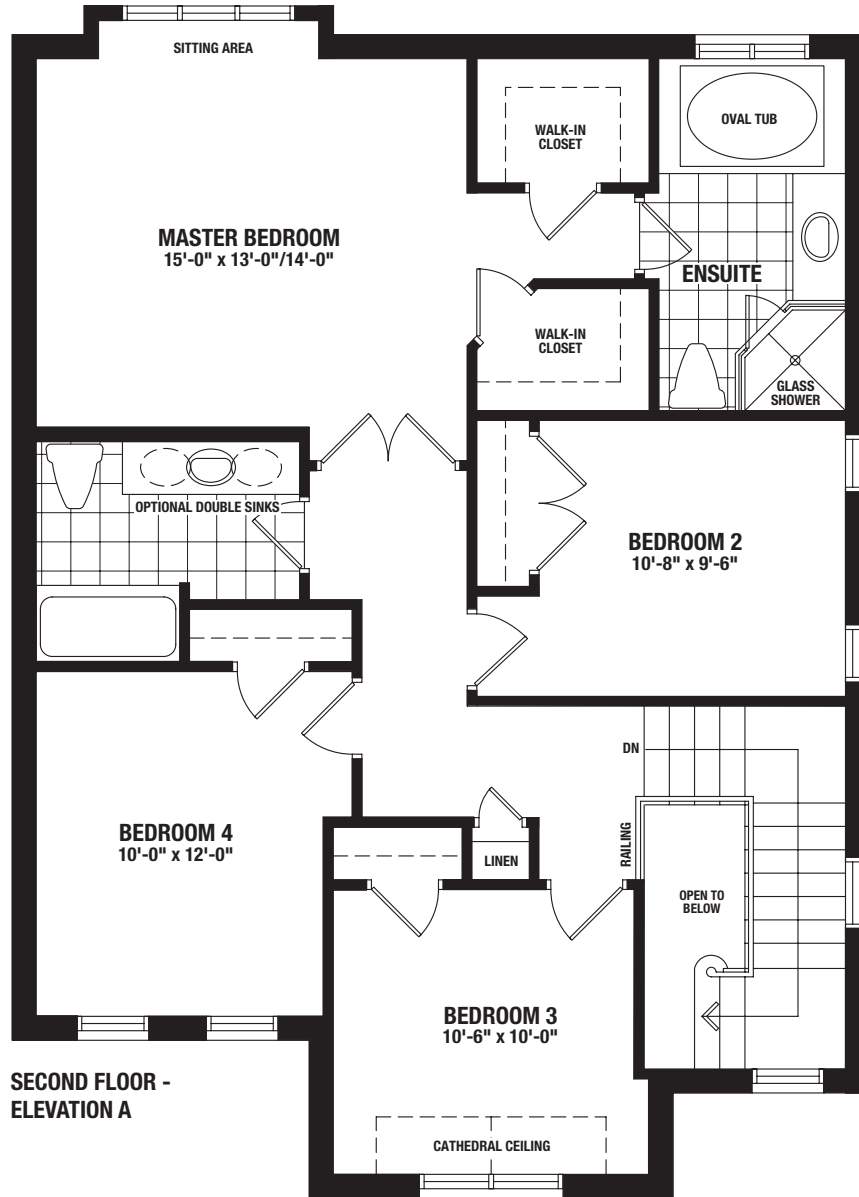 SITTING AREA
WALK-IN
CLOSET
OVAL TUB
MASTER BEDROOM
15'-0" x 13'-0"/14'-0"
ENSUITE
WALK-IN
CLOSET
GLASS
SHOWER
OPTIONAL DOUBLE SINKS
BEDROOM 2
10'-8" x 9'-6"
DN
BEDROOM 4
10'-0" x 12'-0"
LINEN
RAILING
OPEN TO
BELOW
BEDROOM 3
10'-6" x 10'-0"
SECOND FLOOR -
ELEVATION A
CATHEDRAL CEILING